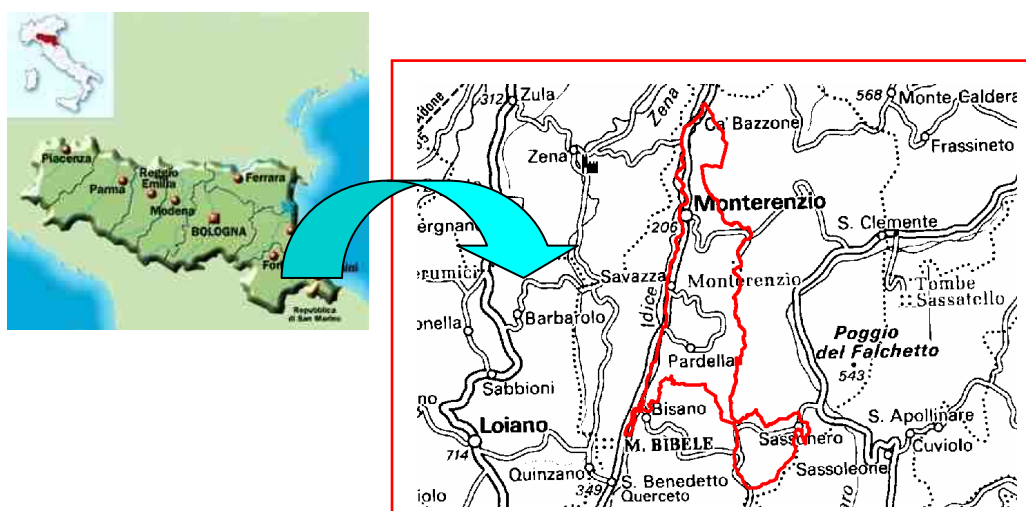 Piacenza
Parma
Reggio
Emilia
Modena
Ferrara
BOLOGNA
Repubblica
di San Marino
Zula
312
Adone
Zena
Zena
Ca' Bazzone
568
Monte Caldera
Frassineto
Monterenzio
206
S. Clemente
Savazza
Monterenzio
Idice
Tombe
Sassatello
Barbarolo
Pardella
Poggio
del Falchetto
543
Sabbioni
Bisano
Loiano
714
M. BIBELE
Sassonero
S. Apollinare
Cuviolo
Sassoleone
Quinzano
349
S. Benedetto
Querceto